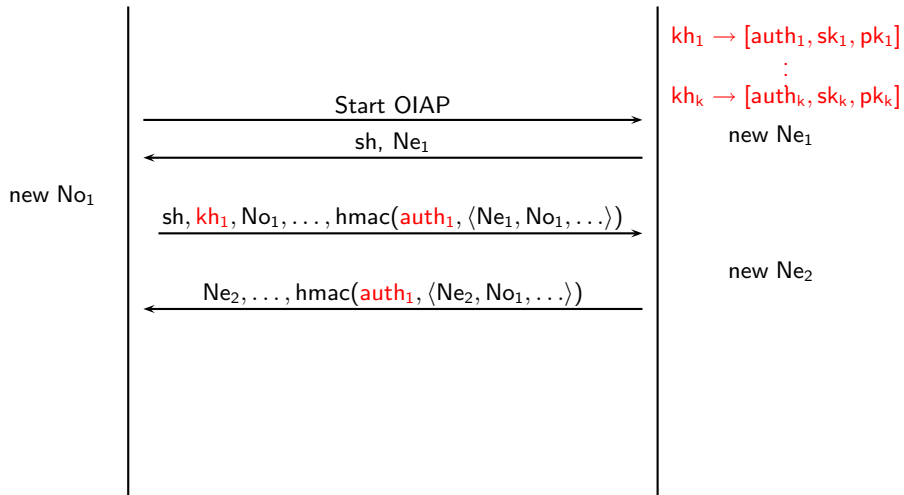 kh₁ → [auth₁, sk₁, pk₁]
⋮
khₖ → [authₖ, skₖ, pkₖ]
Start OIAP
new Ne₁
sh, Ne₁
new No₁
sh, kh₁, No₁, . . . , hmac(auth₁, ⟨Ne₁, No₁, . . .⟩)
new Ne₂
Ne₂, . . . , hmac(auth₁, ⟨Ne₂, No₁, . . .⟩)